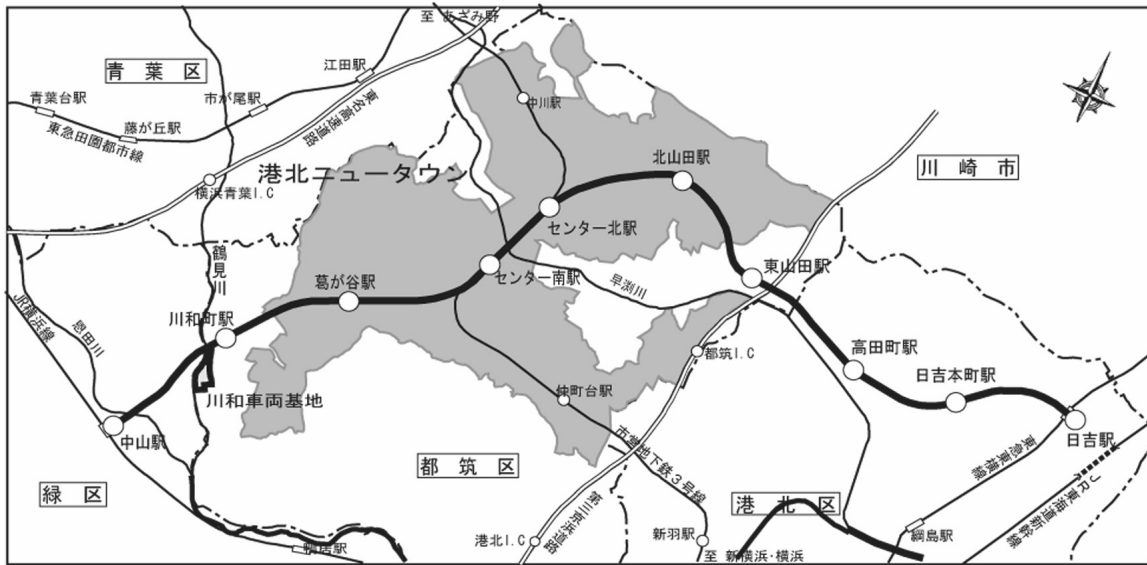 至 あざみ野
青葉区
江田駅
青葉台駅
市が尾駅
藤が丘駅
東急田園都市線
東名高速道路
中川駅
港北ニュータウン
横浜青葉I.C
北山田駅
川崎市
センター北駅
鶴見川
センター南駅
東山田駅
早渕川
葛が谷駅
川和町駅
JR横浜線
恩田川
都筑I.C
高田町駅
日吉本町駅
川和車両基地
仲町台駅
中山駅
日吉駅
都筑区
市営地下鉄3号線
東急東横線
緑区
第三京浜道路
港北区
JR東海道新幹線
鴨居駅
港北I.C
新羽駅
綱島駅
至 新横浜・横浜